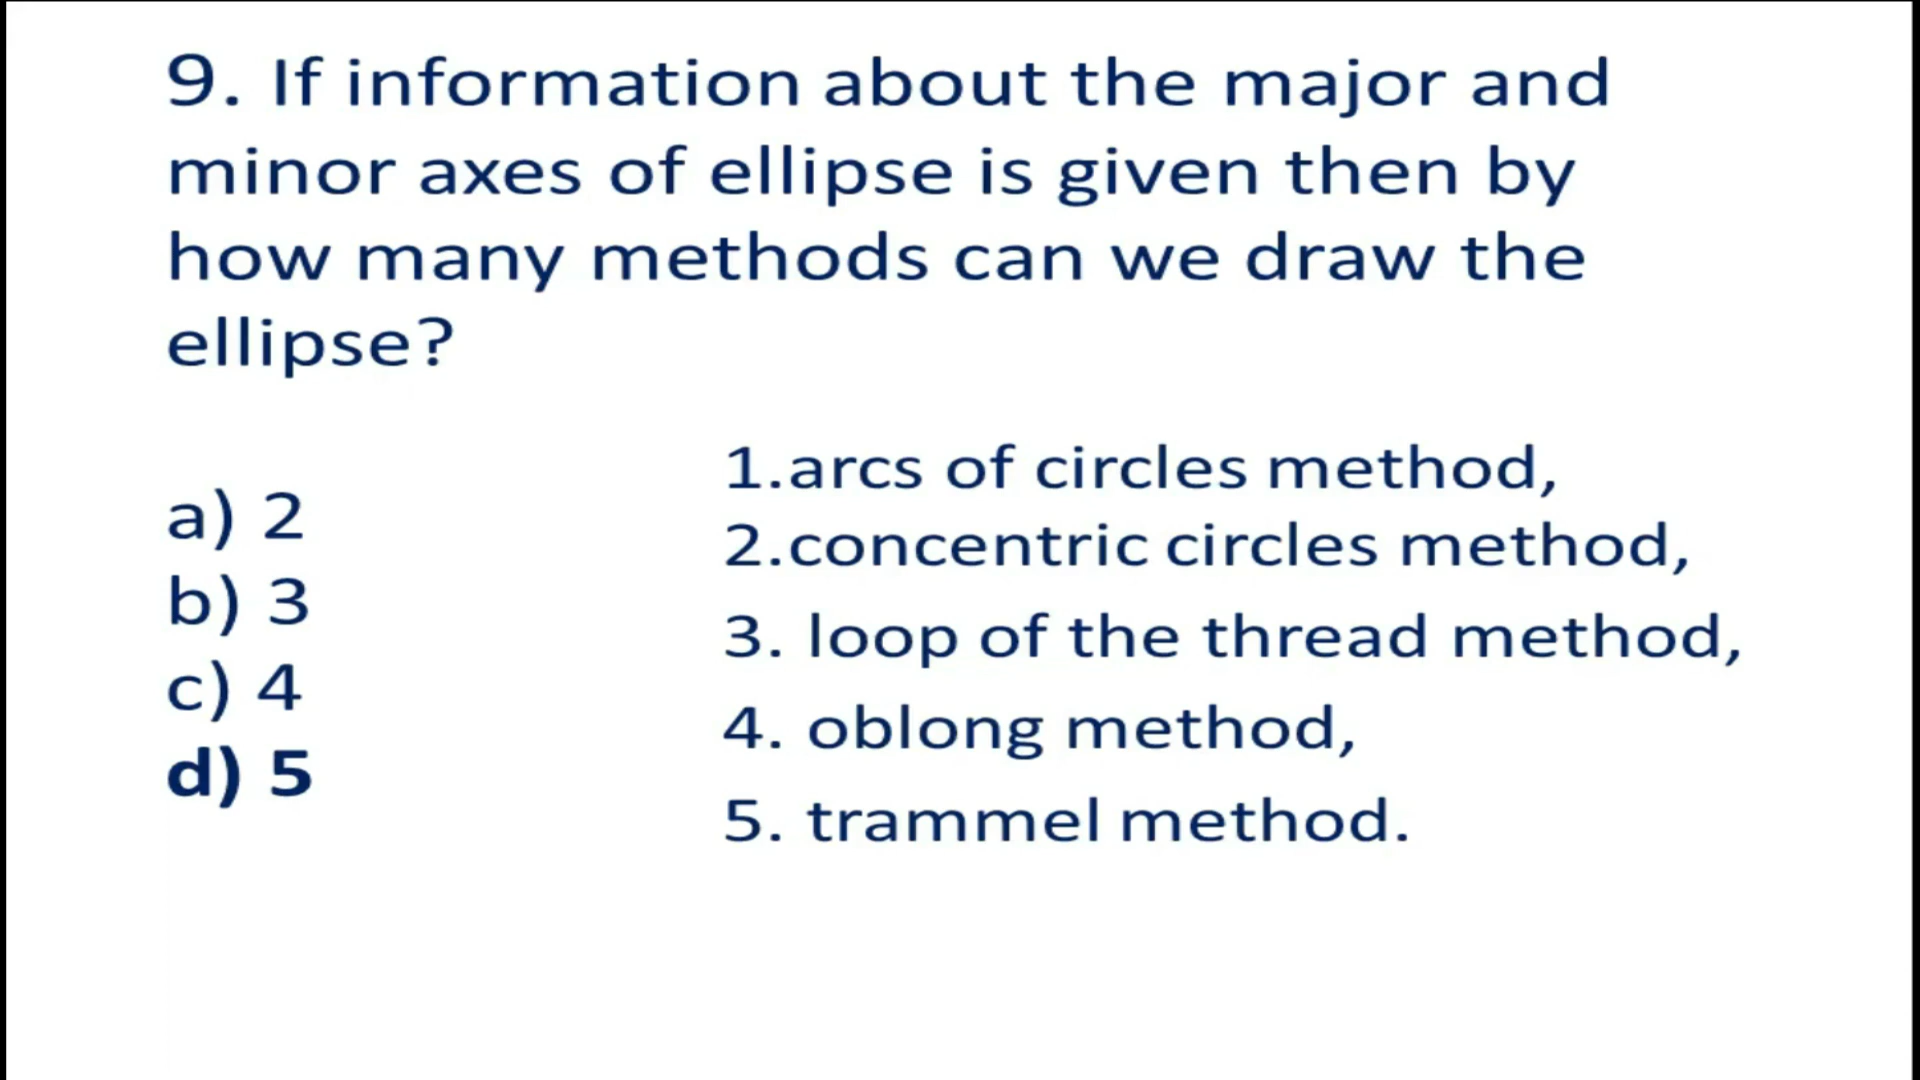 9. If information about the major and
minor axes of ellipse is given then by
how many methods can we draw the
ellipse?
a) 2
b) 3
c) 4
d) 5
1.arcs of circles method,
2.concentric circles method,
3. loop of the thread method,
4. oblong method,
5. trammel method.